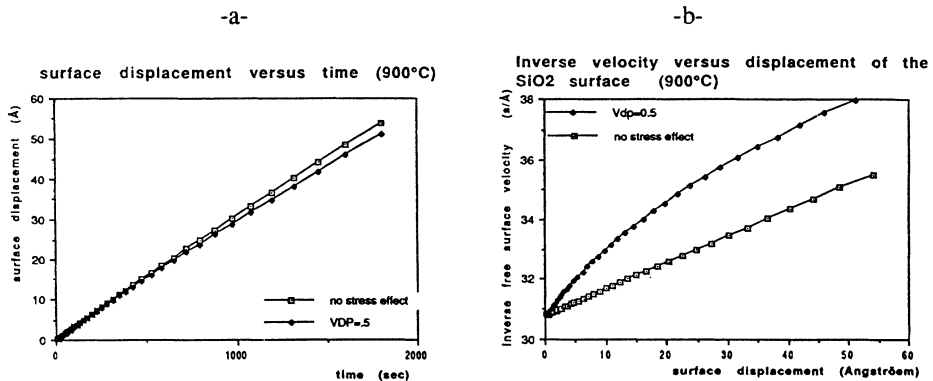 -a-
surface displacement versus time (900°C)
surface displacement (Å)
60
50
40
30
20
10
0
no stress effect
VDP=.5
0
1000
2000
time (sec)
-b-
Inverse velocity versus displacement of the
SiO2 surface (900°C)
Inverse free surface velocity (s/Å)
38
36
34
32
30
Vdp=0.5
no stress effect
0
10
20
30
40
50
60
surface displacement (Angströem)